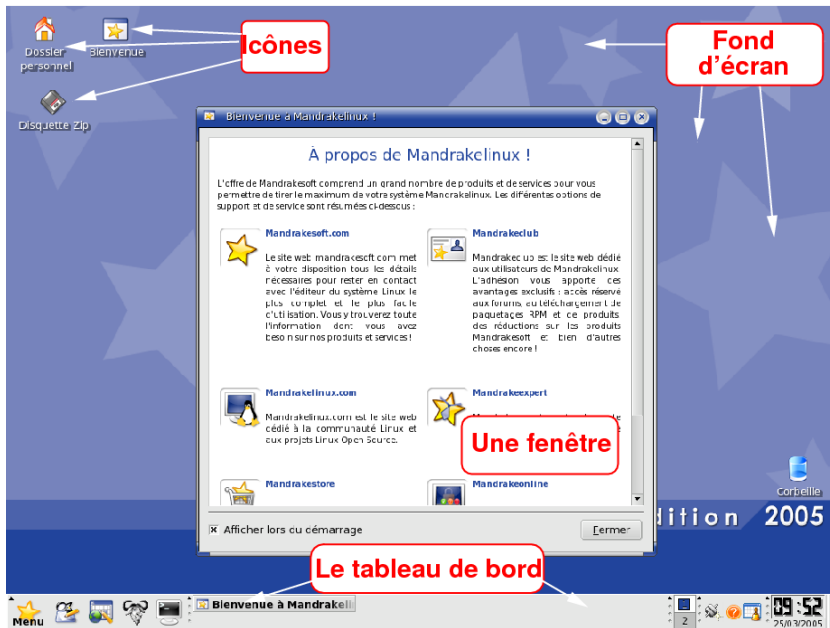 Icônes
Fond
d'écran
Dossier
personnel
Bienvenue
Disquette Zip
Bienvenue à Mandrakelinux !
À propos de Mandrakelinux !
L'offre de Mandrakesoft comprend un grand nombre de produits et de services pour vous
permettre de tirer le maximum de votre système Mandrakelinux. Les différentes options de
support et de service sont résumées ci-dessous :
Mandrakesoft.com
Le site web mandrakesoft.com met
à votre disposition tous les détails
nécessaires pour rester en contact
avec l'éditeur du système Linux le
plus complet et le plus facile
d'utilisation. Vous y trouverez toute
l'information dont vous avez
besoin sur nos produits et services !
Mandrakeclub
Mandrakeclub est le site web dédié
aux utilisateurs de Mandrakelinux.
L'adhésion vous apporte des
avantages exclusifs : accès réservé
aux forums, au téléchargement de
paquetages RPM et de produits,
des réductions sur les produits
Mandrakesoft et bien d'autres
choses encore !
Mandrakelinux.com
Mandrakelinux.com est le site web
dédié à la communauté Linux et
aux projets Linux Open Source.
Mandrakeexpert
Une fenêtre
Mandrakestore
Mandrakeonline
Corbeille
dition 2005
Afficher lors du démarrage
Fermer
Le tableau de bord
Menu
Bienvenue à Mandrakelin
2
09:52
25/03/2005